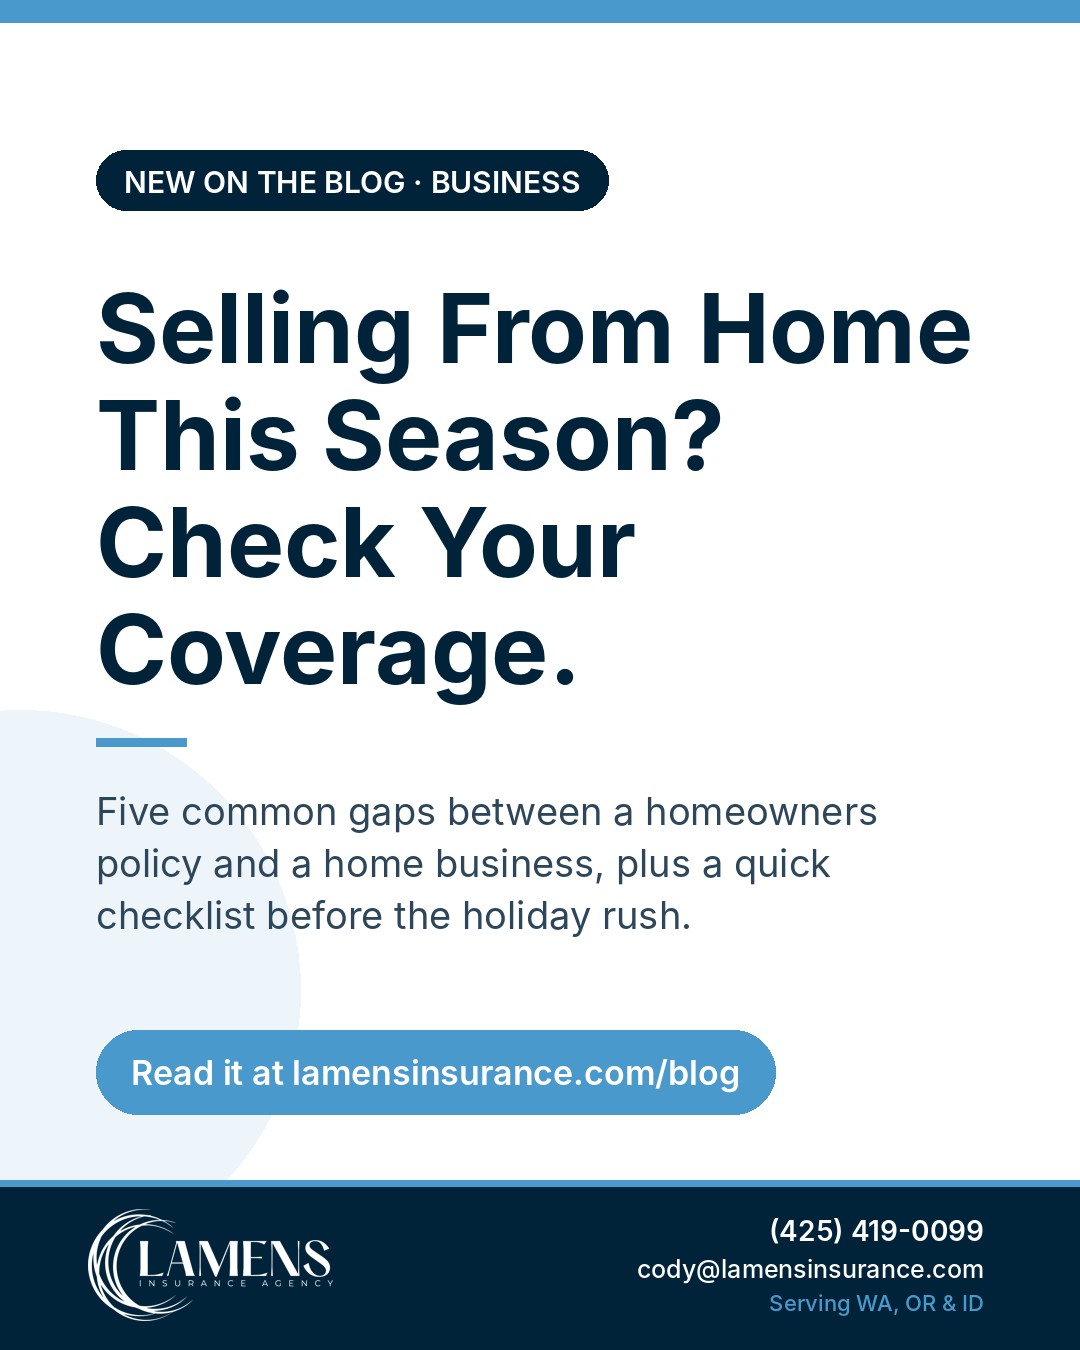 NEW ON THE BLOG · BUSINESS
Selling From Home
This Season?
Check Your
Coverage.
Five common gaps between a homeowners
policy and a home business, plus a quick
checklist before the holiday rush.
Read it at lamensinsurance.com/blog
LAMENS
INSURANCE AGENCY
(425) 419-0099
cody@lamensinsurance.com
Serving WA, OR & ID